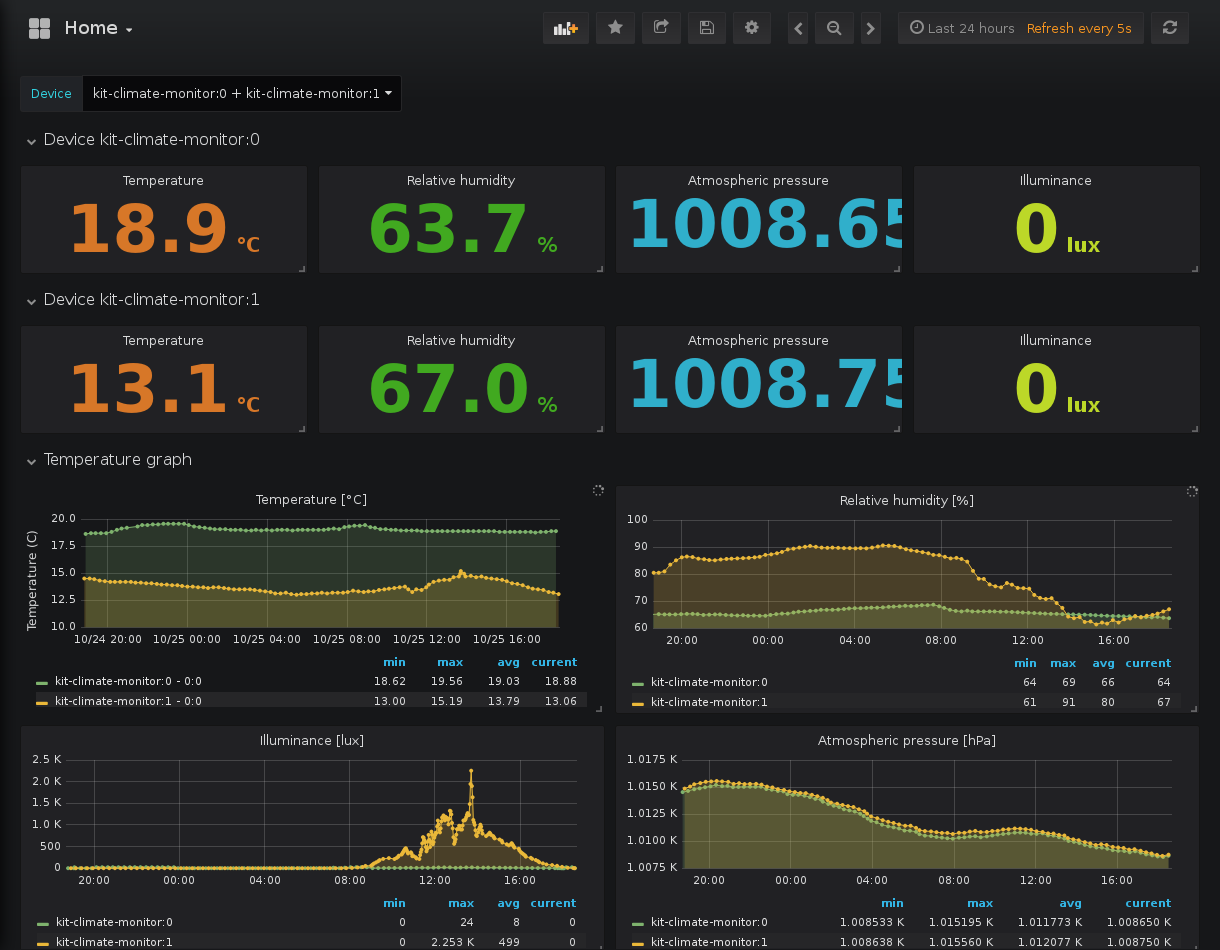 Home
Last 24 hours Refresh every 5s
Device kit-climate-monitor:0 + kit-climate-monitor:1
Device kit-climate-monitor:0
Temperature Relative humidity Atmospheric pressure Illuminance
18.9 °C 63.7 % 1008.65 0 lux
Device kit-climate-monitor:1
Temperature Relative humidity Atmospheric pressure Illuminance
13.1 °C 67.0 % 1008.75 0 lux
Temperature graph
Temperature [°C]
Temperature (C)
20.0
17.5
15.0
12.5
10.0
10/24 20:00 10/25 00:00 10/25 04:00 10/25 08:00 10/25 12:00 10/25 16:00
min max avg current
kit-climate-monitor:0 - 0:0 18.62 19.56 19.03 18.88
kit-climate-monitor:1 - 0:0 13.00 15.19 13.79 13.06
Relative humidity [%]
100
90
80
70
60
20:00 00:00 04:00 08:00 12:00 16:00
min max avg current
kit-climate-monitor:0 64 69 66 64
kit-climate-monitor:1 61 91 80 67
Illuminance [lux]
2.5 K
2.0 K
1.5 K
1.0 K
500
0
20:00 00:00 04:00 08:00 12:00 16:00
min max avg current
kit-climate-monitor:0 0 24 8 0
kit-climate-monitor:1 0 2.253 K 499 0
Atmospheric pressure [hPa]
1.0175 K
1.0150 K
1.0125 K
1.0100 K
1.0075 K
20:00 00:00 04:00 08:00 12:00 16:00
min max avg current
kit-climate-monitor:0 1.008533 K 1.015195 K 1.011773 K 1.008650 K
kit-climate-monitor:1 1.008638 K 1.015560 K 1.012077 K 1.008750 K